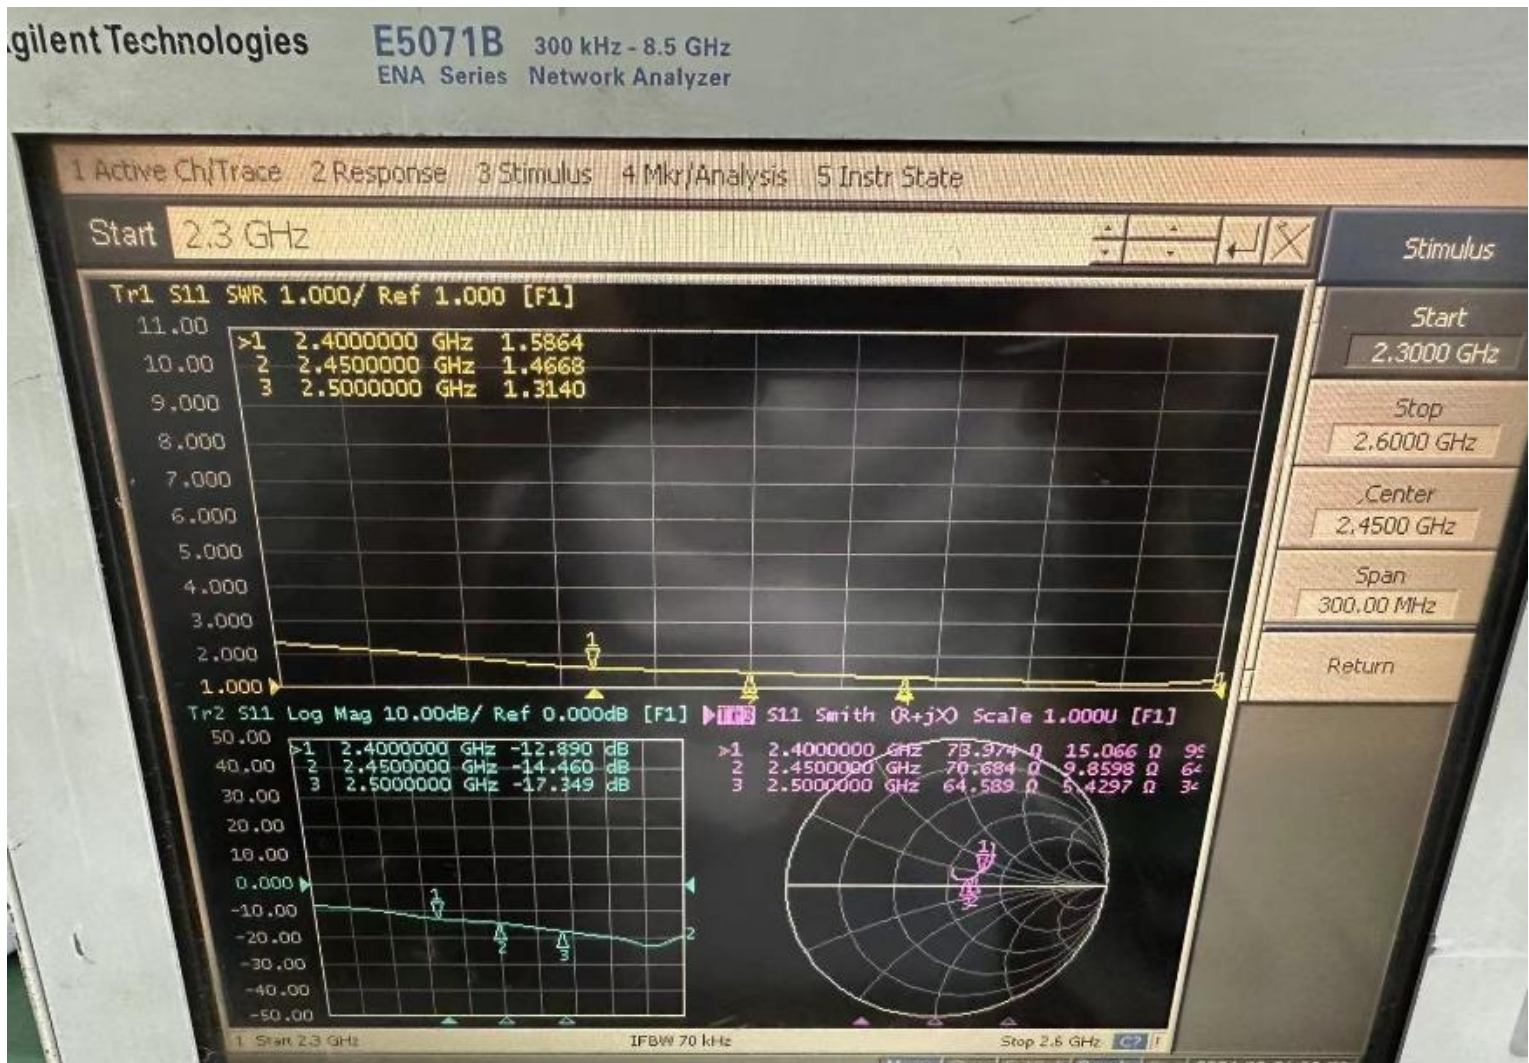 gilent Technologies E5071B 300 kHz - 8.5 GHz
ENA Series Network Analyzer
1 Active Ch/Trace 2 Response 3 Stimulus 4 Mkr/Analysis 5 Instr State
Start 2.3 GHz
Stimulus
Start
2.3000 GHz
Stop
2.6000 GHz
Center
2.4500 GHz
Span
300.00 MHz
Return
Tr1 S11 SWR 1.000/ Ref 1.000 [F1]
11.00
10.00
9.000
8.000
7.000
6.000
5.000
4.000
3.000
2.000
1.000
>1 2.4000000 GHz 1.5864
2 2.4500000 GHz 1.4668
3 2.5000000 GHz 1.3140
1
Tr2 S11 Log Mag 10.00dB/ Ref 0.000dB [F1]
50.00
40.00
30.00
20.00
10.00
0.000
-10.00
-20.00
-30.00
-40.00
-50.00
>1 2.4000000 GHz -12.890 dB
2 2.4500000 GHz -14.460 dB
3 2.5000000 GHz -17.349 dB
1
2
3
2
Tr3 S11 Smith (R+jX) Scale 1.000U [F1]
>1 2.4000000 GHz 73.974 Ω 15.066 Ω
2 2.4500000 GHz 70.684 Ω 9.8598 Ω
3 2.5000000 GHz 64.589 Ω 5.4297 Ω
1
1 Start 2.3 GHz IFBW 70 kHz Stop 2.6 GHz C? !